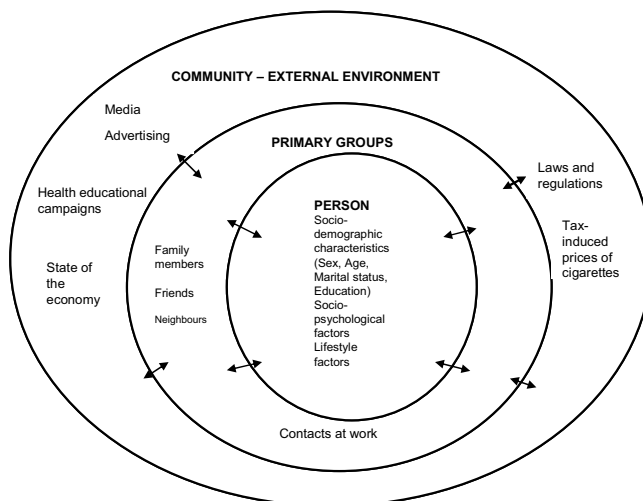 COMMUNITY – EXTERNAL ENVIRONMENT
Media
Advertising
PRIMARY GROUPS
Laws and
regulations
Health educational
campaigns
PERSON
Socio-
demographic
characteristics
(Sex, Age,
Marital status,
Education)
Socio-
psychological
factors
Lifestyle
factors
Tax-
induced
prices of
cigarettes
Family
members
Friends
Neighbours
State of
the
economy
Contacts at work